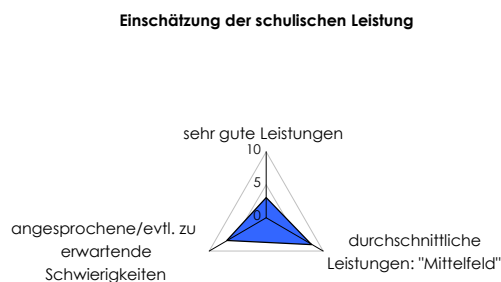 Einschätzung der schulischen Leistung
sehr gute Leistungen
10
5
0
angesprochene/evtl. zu
erwartende
Schwierigkeiten
durchschnittliche
Leistungen: "Mittelfeld"